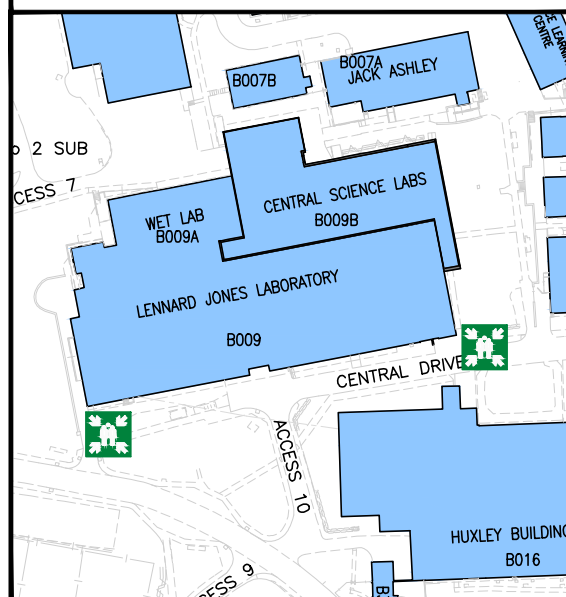 CENTRE
B007A
JACK ASHLEY
B007B
2 SUB
CESS 7
CENTRAL SCIENCE LABS
B009B
WET LAB
B009A
LENNARD JONES LABORATORY
B009
CENTRAL DRIVE
ACCESS 10
HUXLEY BUILDING
B016
CESS 9